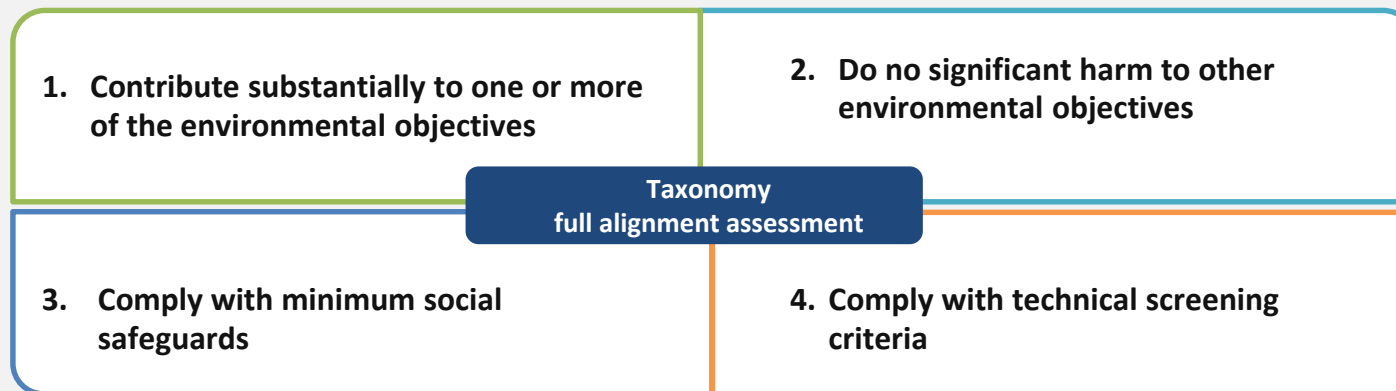 1. Contribute substantially to one or more
of the environmental objectives
2. Do no significant harm to other
environmental objectives
Taxonomy
full alignment assessment
3. Comply with minimum social
safeguards
4. Comply with technical screening
criteria